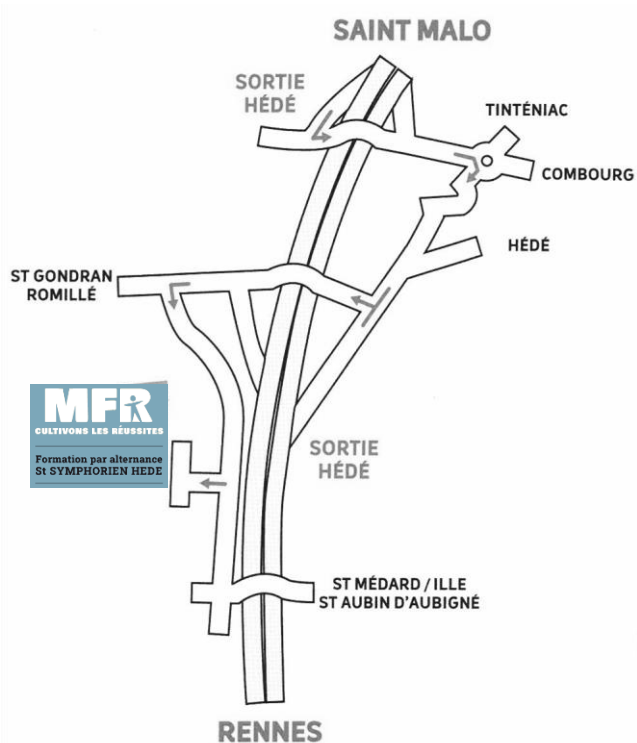 SAINT MALO
SORTIE
HÉDÉ
TINTÉNIAC
COMBOURG
HÉDÉ
ST GONDRAN
ROMILLÉ
MFR
CULTIVONS LES RÉUSSITES
Formation par alternance
St SYMPHORIEN HEDE
SORTIE
HÉDÉ
ST MÉDARD / ILLE
ST AUBIN D'AUBIGNÉ
RENNES